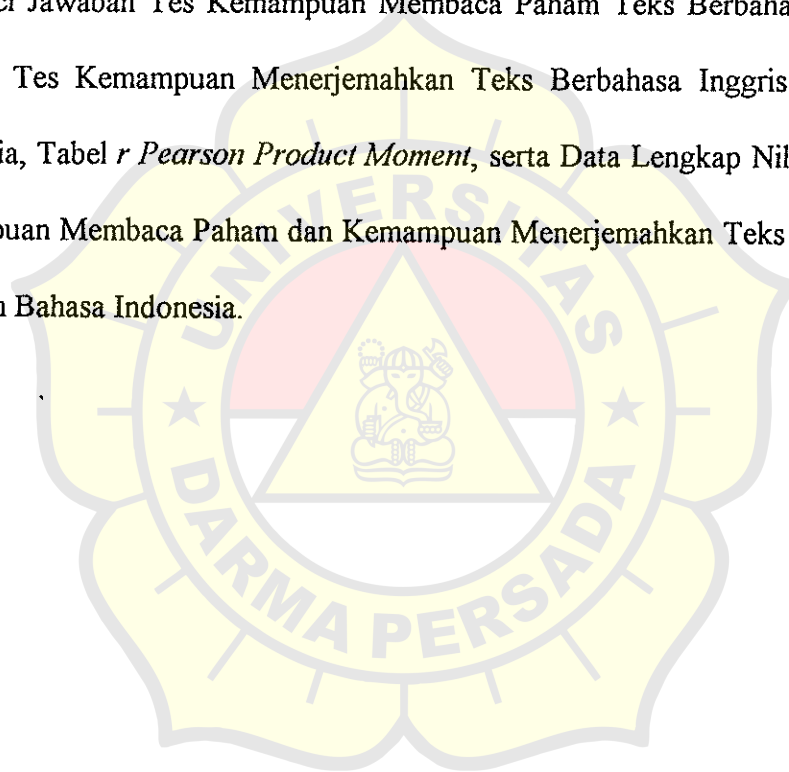 ci Jawaban Tes Kemampuan Membaca Paham Teks Berbaha
Tes Kemampuan Menerjemahkan Teks Berbahasa Inggris
ia, Tabel r Pearson Product Moment, serta Data Lengkap Nil
puan Membaca Paham dan Kemampuan Menerjemahkan Teks
n Bahasa Indonesia.
UNIVERSITAS
DARMA PERSADA